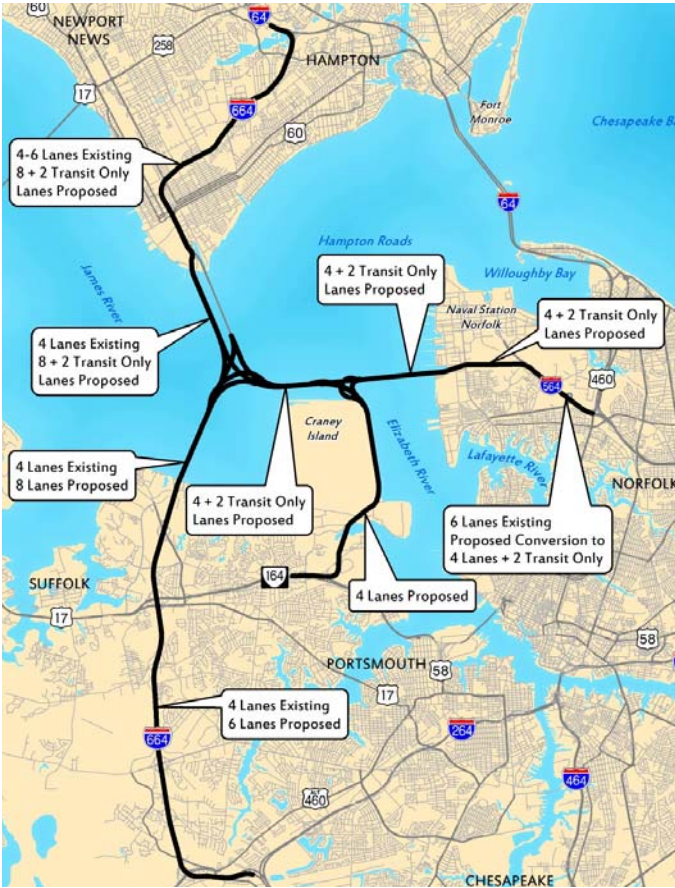 60
NEWPORT
NEWS
64
258
HAMPTON
17
664
60
Fort
Monroe
Chesapeake Ba
4-6 Lanes Existing
8 + 2 Transit Only
Lanes Proposed
64
Hampton Roads
4 + 2 Transit Only
Lanes Proposed
Willoughby Bay
James River
Naval Station
Norfolk
4 + 2 Transit Only
Lanes Proposed
4 Lanes Existing
8 + 2 Transit Only
Lanes Proposed
564
460
Craney
Island
Elizabeth River
4 Lanes Existing
8 Lanes Proposed
Lafayette River
NORFOLK
4 + 2 Transit Only
Lanes Proposed
6 Lanes Existing
Proposed Conversion to
4 Lanes + 2 Transit Only
164
SUFFOLK
4 Lanes Proposed
17
58
PORTSMOUTH
58
17
4 Lanes Existing
6 Lanes Proposed
664
264
464
ALT
460
CHESAPEAKE